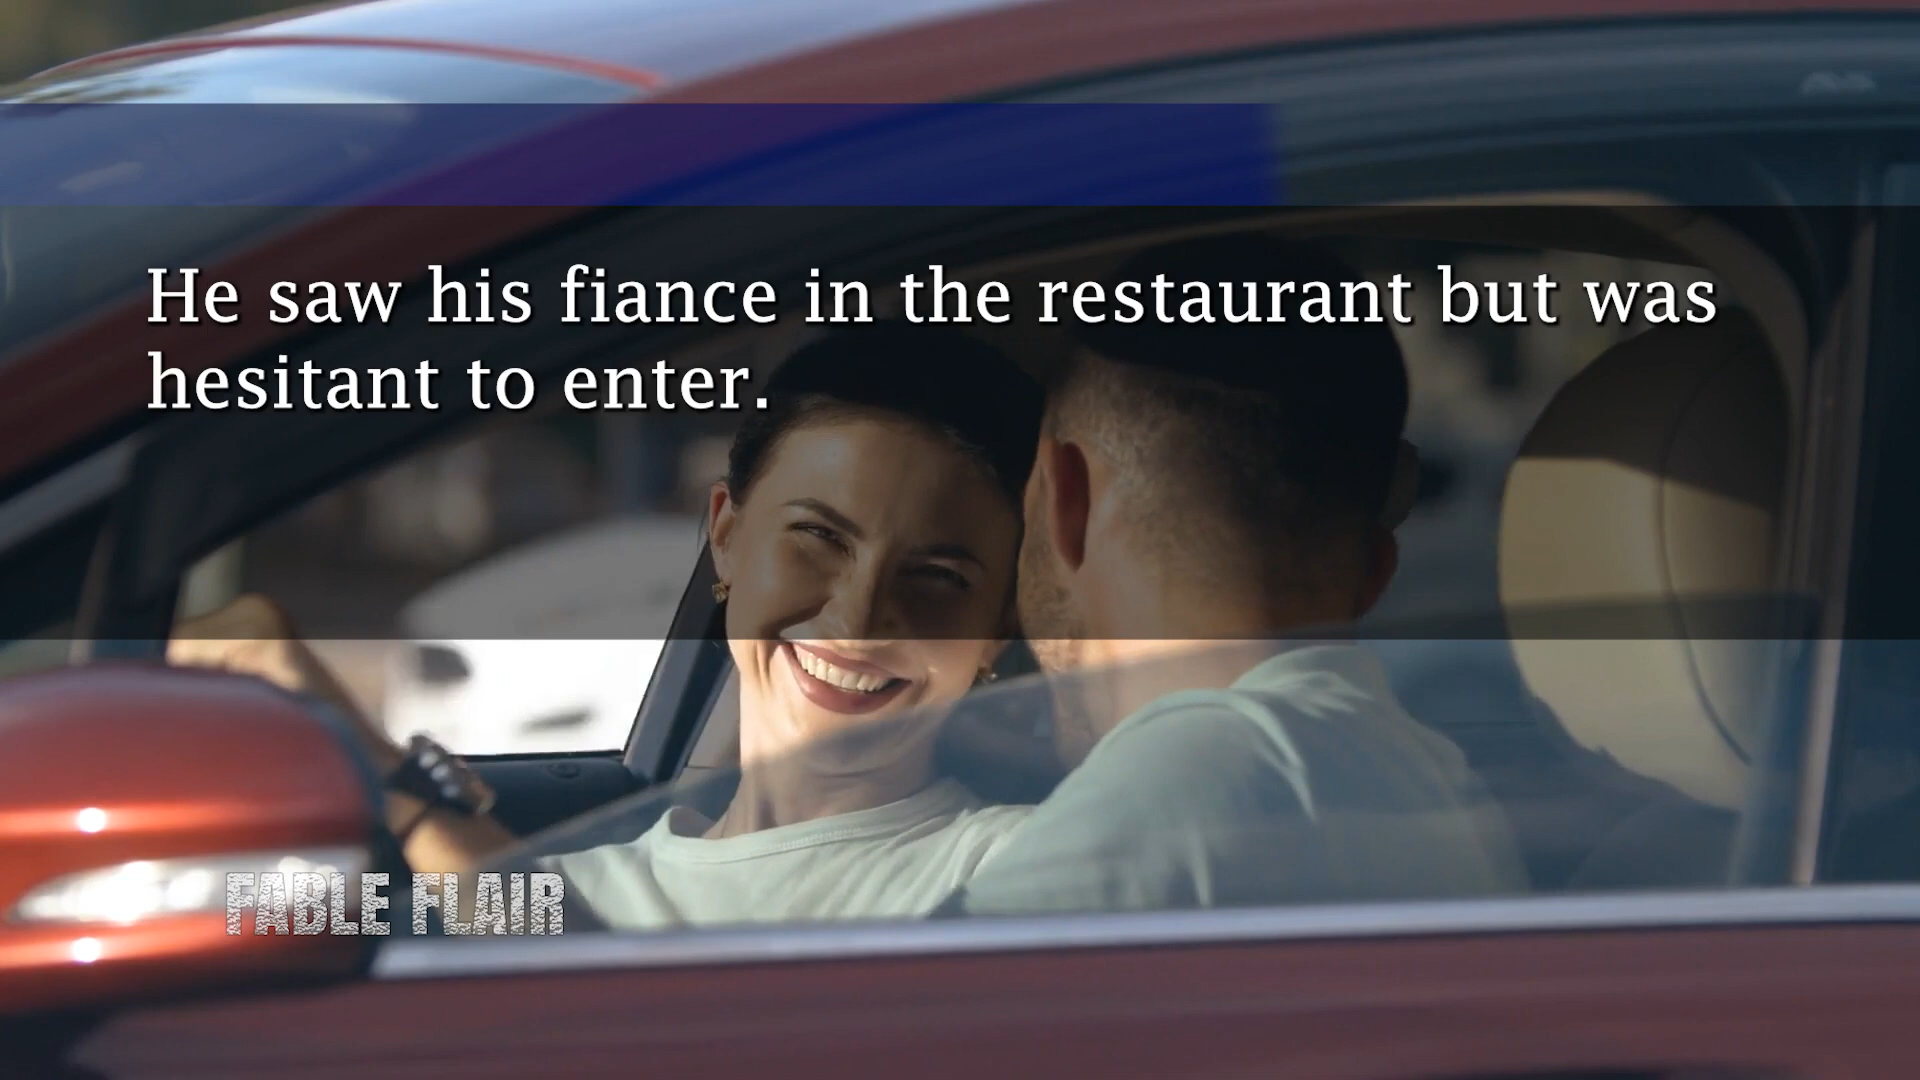 He saw his fiance in the restaurant but was
hesitant to enter.
FABLE FLAIR